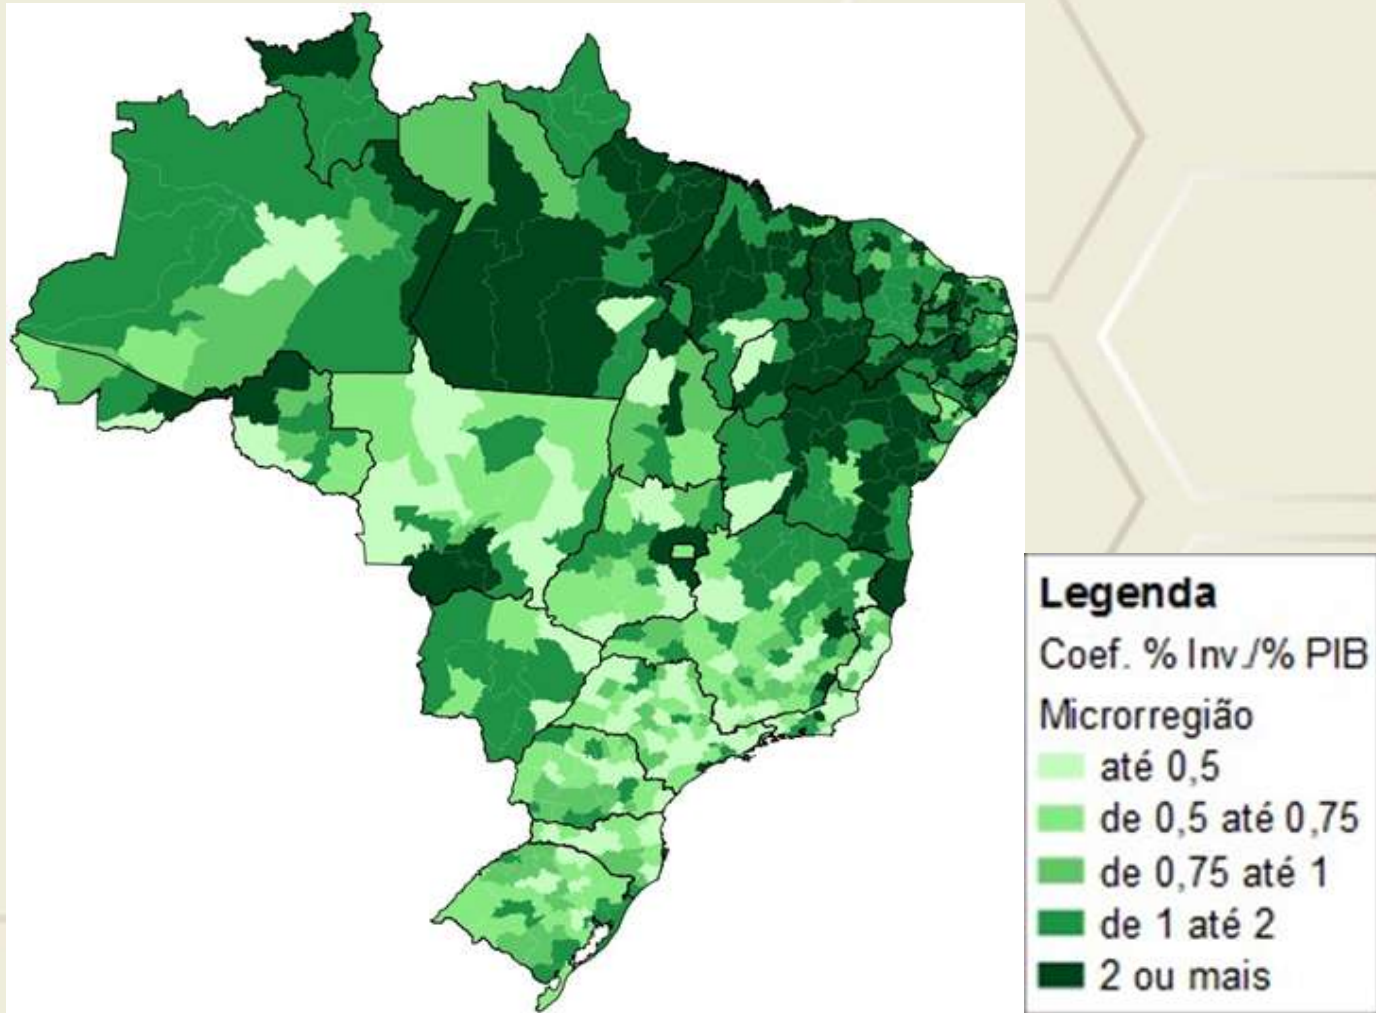 Legenda
Coef. % Inv./% PIB
Microrregião
até 0,5
de 0,5 até 0,75
de 0,75 até 1
de 1 até 2
2 ou mais